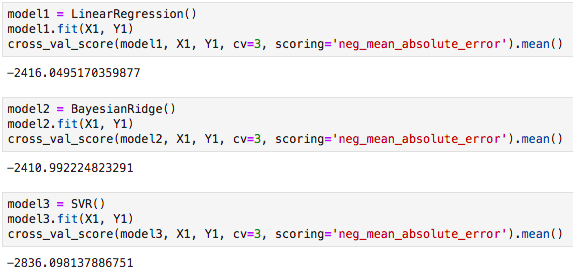 model1 = LinearRegression()
model1.fit(X1, Y1)
cross_val_score(model1, X1, Y1, cv=3, scoring='neg_mean_absolute_error').mean()
-2416.0495170359877
model2 = BayesianRidge()
model2.fit(X1, Y1)
cross_val_score(model2, X1, Y1, cv=3, scoring='neg_mean_absolute_error').mean()
-2410.992224823291
model3 = SVR()
model3.fit(X1, Y1)
cross_val_score(model3, X1, Y1, cv=3, scoring='neg_mean_absolute_error').mean()
-2836.098137886751